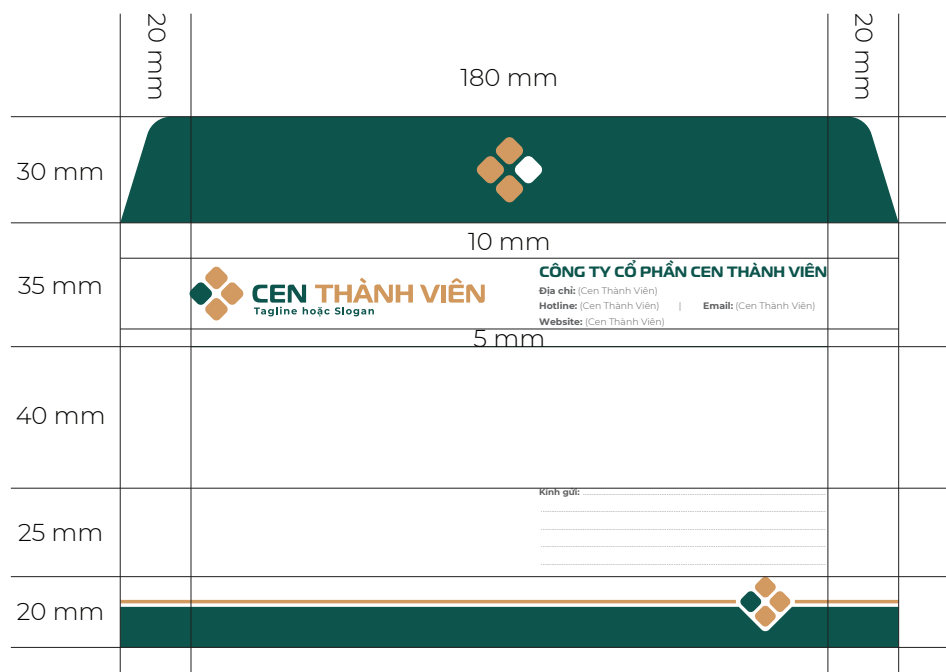 20 mm
20 mm
180 mm
30 mm
10 mm
35 mm
CEN THÀNH VIÊN
Tagline hoặc Slogan
CÔNG TY CỔ PHẦN CEN THÀNH VIÊN
Địa chỉ: (Cen Thành Viên)
Hotline: (Cen Thành Viên) | Email: (Cen Thành Viên)
Website: (Cen Thành Viên)
5 mm
40 mm
Kính gửi:
25 mm
20 mm